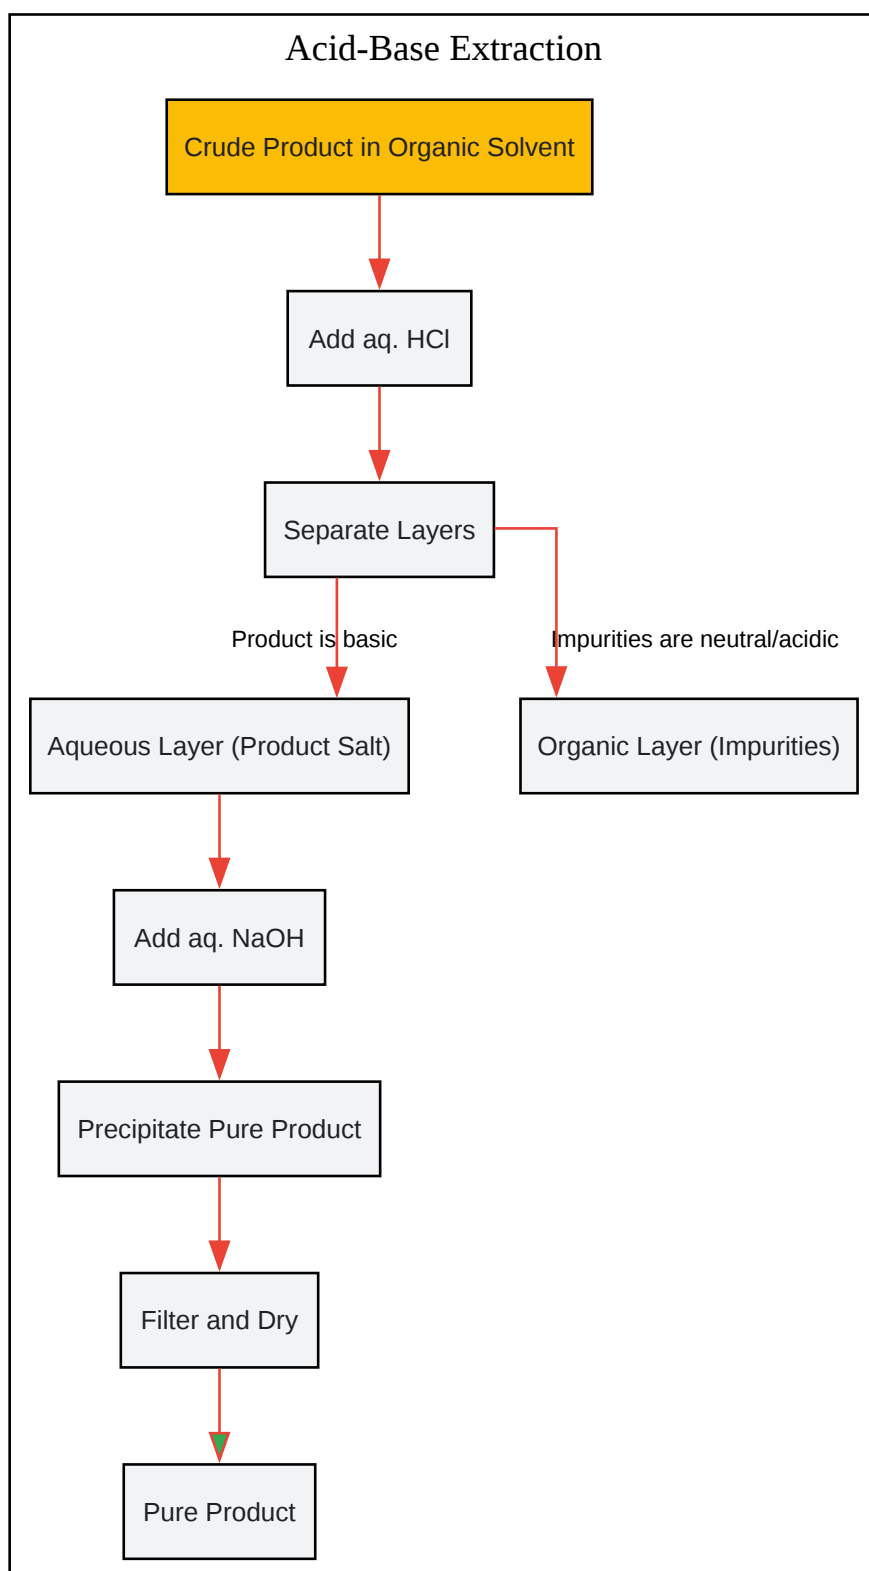 Acid-Base Extraction
Crude Product in Organic Solvent
Add aq. HCl
Separate Layers
Product is basic
Impurities are neutral/acidic
Aqueous Layer (Product Salt)
Organic Layer (Impurities)
Add aq. NaOH
Precipitate Pure Product
Filter and Dry
Pure Product